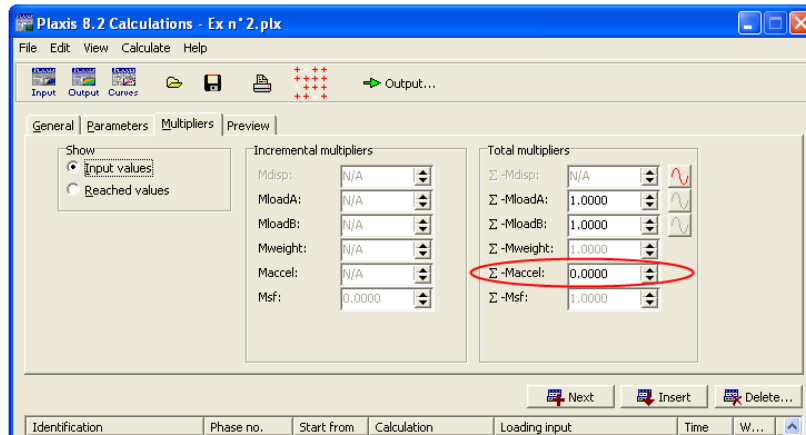 Plaxis 8.2 Calculations - Ex n°2.plx
File Edit View Calculate Help
Input Output Curves Output...
General Parameters Multipliers Preview
Show
Input values
Reached values
Incremental multipliers
Mdisp: N/A
MloadA: N/A
MloadB: N/A
Mweight: N/A
Maccel: N/A
Msf: 0.0000
Total multipliers
Σ -Mdisp: N/A
Σ -MloadA: 1.0000
Σ -MloadB: 1.0000
Σ -Mweight: 1.0000
Σ -Maccel: 0.0000
Σ -Msf: 1.0000
Next Insert Delete...
Identification Phase no. Start from Calculation Loading input Time W...